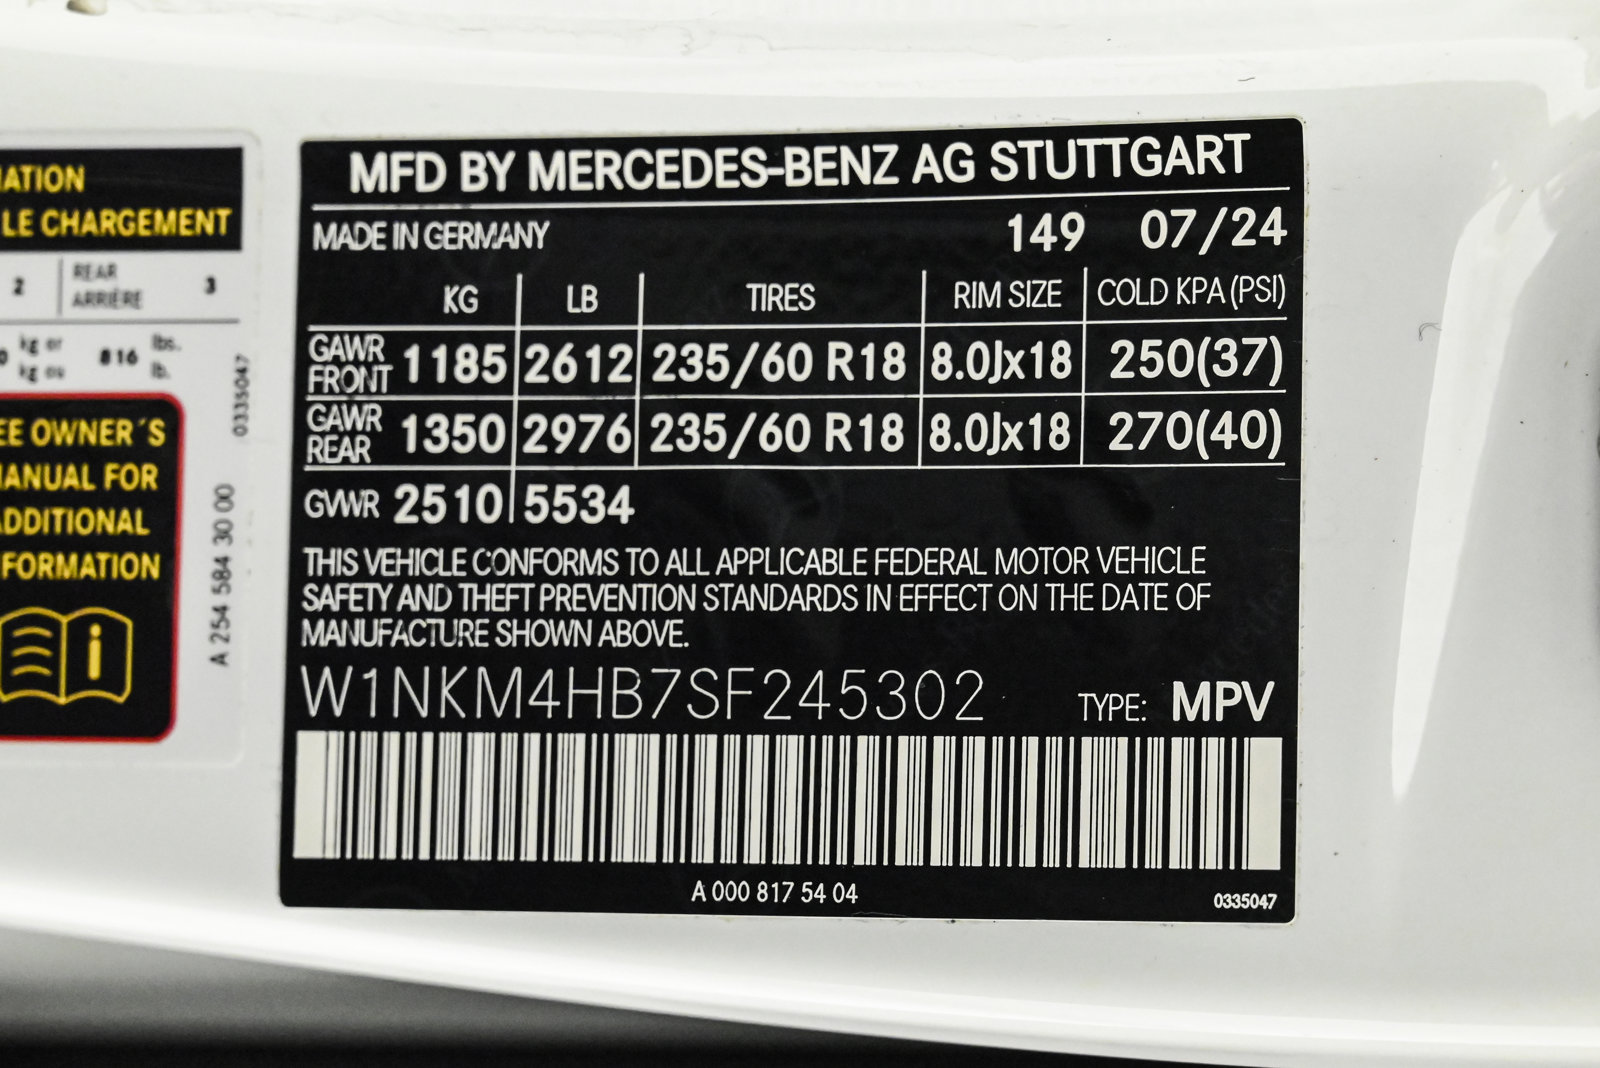 MATION
LE CHARGEMENT
2 REAR ARRIÈRE 3
0 kg or kg ou 816 lbs. lb.
0335047
EE OWNER´S
MANUAL FOR
ADDITIONAL
FORMATION
A 254 584 30 00
MFD BY MERCEDES-BENZ AG STUTTGART
MADE IN GERMANY 149 07/24
KG LB TIRES RIM SIZE COLD KPA (PSI)
GAWR FRONT 1185 2612 235/60 R18 8.0Jx18 250(37)
GAWR REAR 1350 2976 235/60 R18 8.0Jx18 270(40)
GVWR 2510 5534
THIS VEHICLE CONFORMS TO ALL APPLICABLE FEDERAL MOTOR VEHICLE
SAFETY AND THEFT PREVENTION STANDARDS IN EFFECT ON THE DATE OF
MANUFACTURE SHOWN ABOVE.
W1NKM4HB7SF245302 TYPE: MPV
A 000 817 54 04
0335047